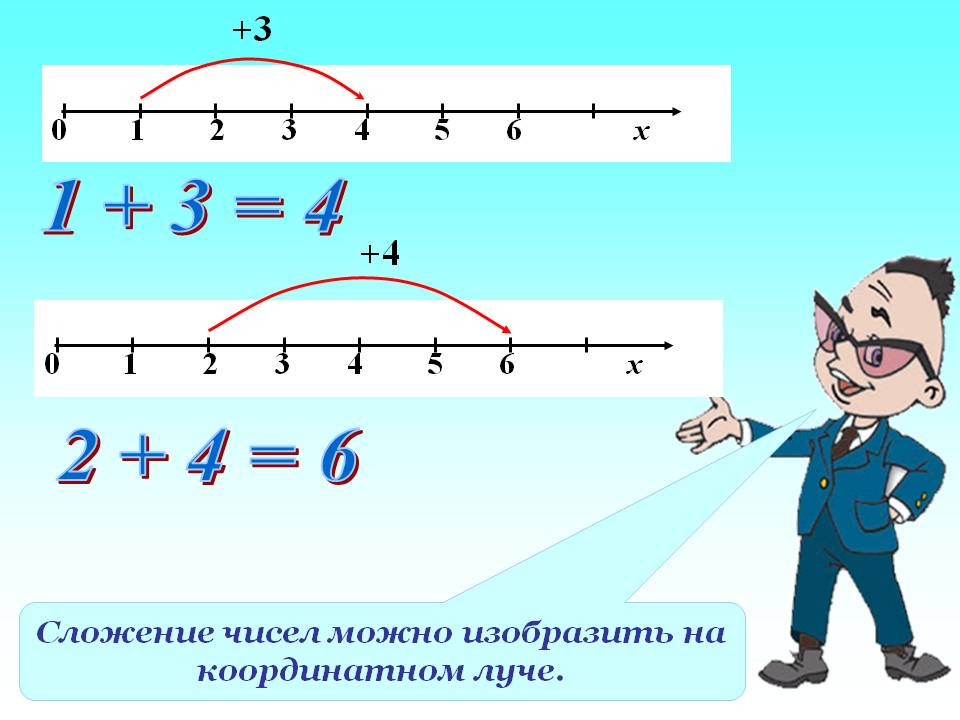 +3
0 1 2 3 4 5 6 x
1 + 3 = 4
+4
0 1 2 3 4 5 6 x
2 + 4 = 6
Сложение чисел можно изобразить на
координатном луче.